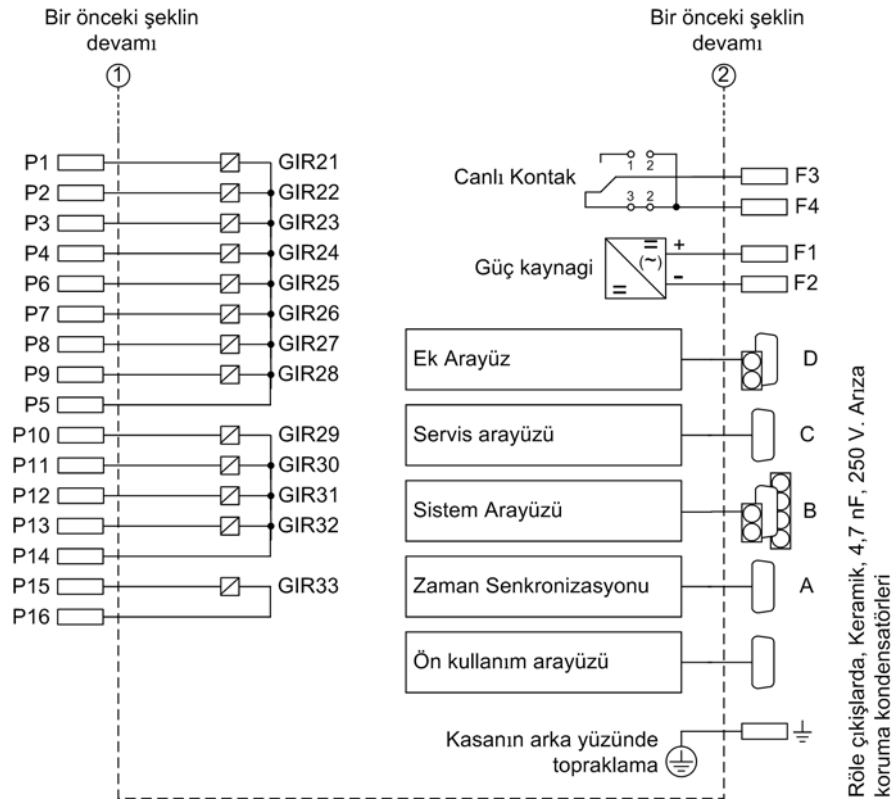 Bir önceki şeklin
devamı
1
Bir önceki şeklin
devamı
2
P1 GIR21
P2 GIR22
P3 GIR23
P4 GIR24
P6 GIR25
P7 GIR26
P8 GIR27
P9 GIR28
P5
P10 GIR29
P11 GIR30
P12 GIR31
P13 GIR32
P14
P15 GIR33
P16
Canlı Kontak
1 2
3 2
F3
F4
Güç kaynagi
= + F1
(~)
= - F2
Ek Arayüz D
Servis arayüzü C
Sistem Arayüzü B
Zaman Senkronizasyonu A
Ön kullanım arayüzü
Kasanın arka yüzünde
topraklama
Röle çıkişlarda, Keramik, 4,7 nF, 250 V. Arıza
koruma kondensatörleri